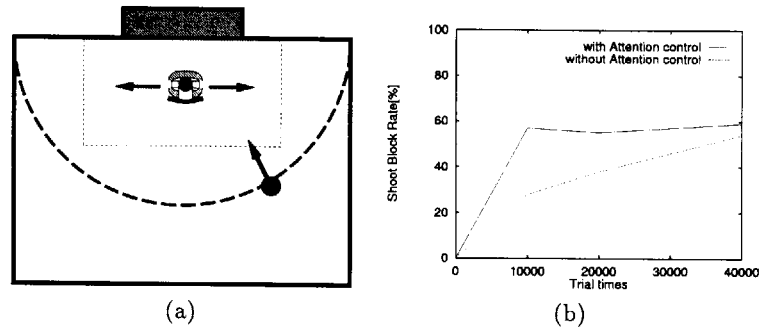 (a)
100
80
60
40
20
0
Shoot Block Rate[%]
with Attention control
without Attention control
0 10000 20000 30000 40000
Trial times
(b)